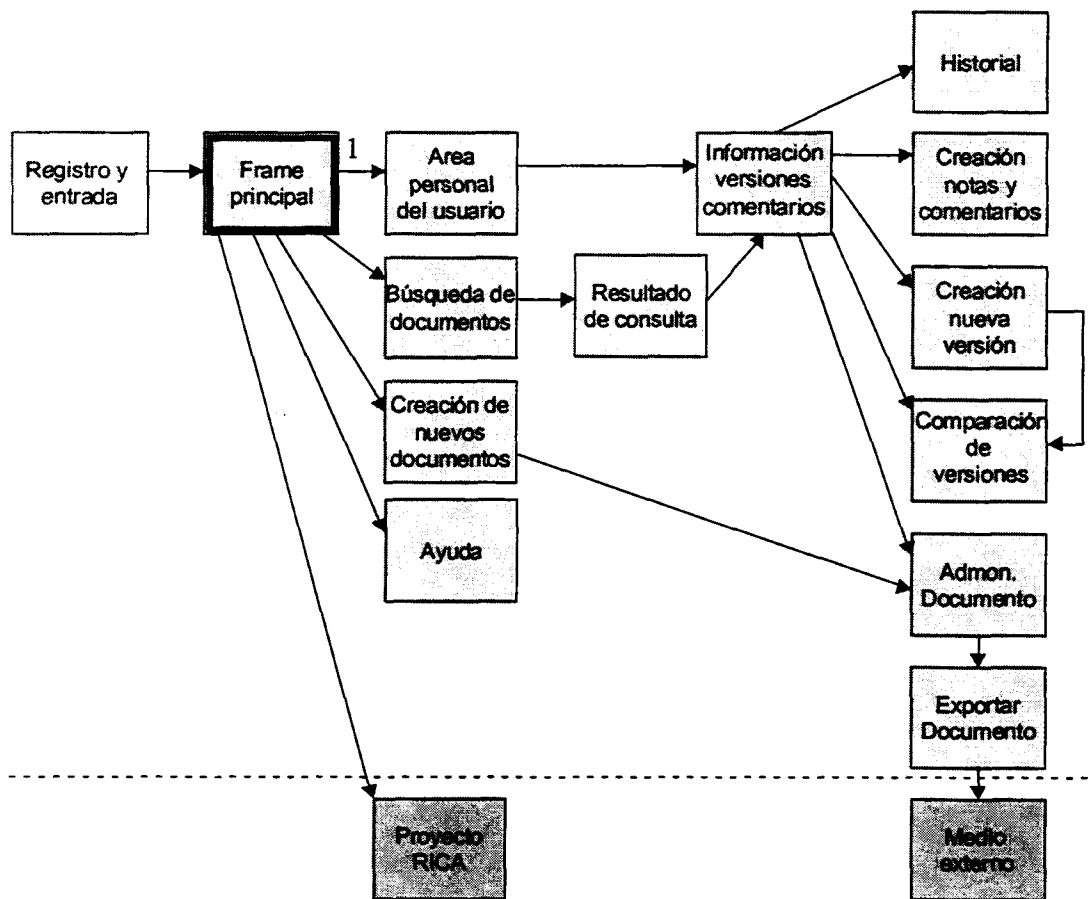 Historial
Registro y
entrada
Frame
principal
1
Area
personal
del usuario
Información
versiones
comentarios
Creación
notas y
comentarios
Búsqueda de
documentos
Resultado
de consulta
Creación
nueva
versión
Creación de
nuevos
documentos
Comparación
de
versiones
Ayuda
Admon.
Documento
Exportar
Documento
Proyecto
RICA
Medio
externo